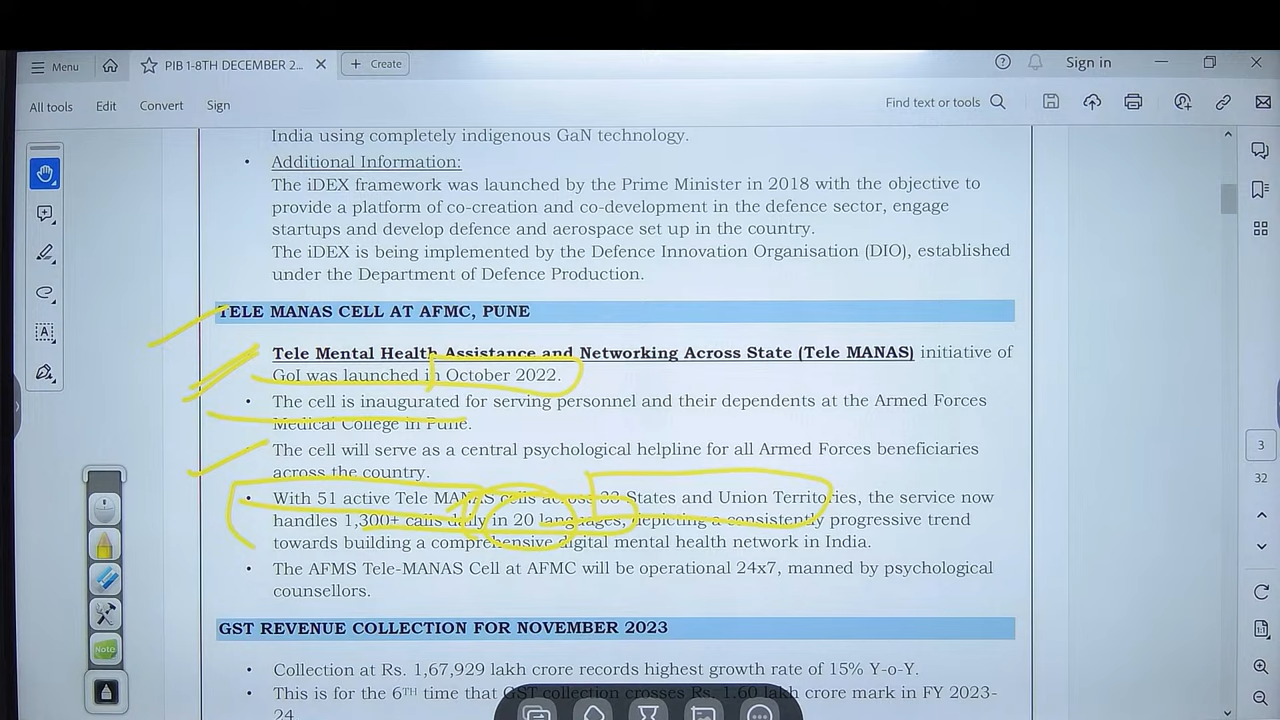 Menu
PIB 1-8TH DECEMBER 2...
Create
Sign in
All tools
Edit
Convert
Sign
Find text or tools
India using completely indigenous GaN technology.
• Additional Information:
The iDEX framework was launched by the Prime Minister in 2018 with the objective to
provide a platform of co-creation and co-development in the defence sector, engage
startups and develop defence and aerospace set up in the country.
The iDEX is being implemented by the Defence Innovation Organisation (DIO), established
under the Department of Defence Production.
TELE MANAS CELL AT AFMC, PUNE
Tele Mental Health Assistance and Networking Across State (Tele MANAS) initiative of
GoI was launched in October 2022.
• The cell is inaugurated for serving personnel and their dependents at the Armed Forces
Medical College in Pune.
The cell will serve as a central psychological helpline for all Armed Forces beneficiaries
across the country.
• With 51 active Tele MANAS cells across 33 States and Union Territories, the service now
handles 1,300+ calls daily in 20 languages, depicting a consistently progressive trend
towards building a comprehensive digital mental health network in India.
• The AFMS Tele-MANAS Cell at AFMC will be operational 24x7, manned by psychological
counsellors.
GST REVENUE COLLECTION FOR NOVEMBER 2023
• Collection at Rs. 1,67,929 lakh crore records highest growth rate of 15% Y-o-Y.
• This is for the 6TH time that GST collection crosses Rs. 1.60 lakh crore mark in FY 2023-
24
3
32
Note